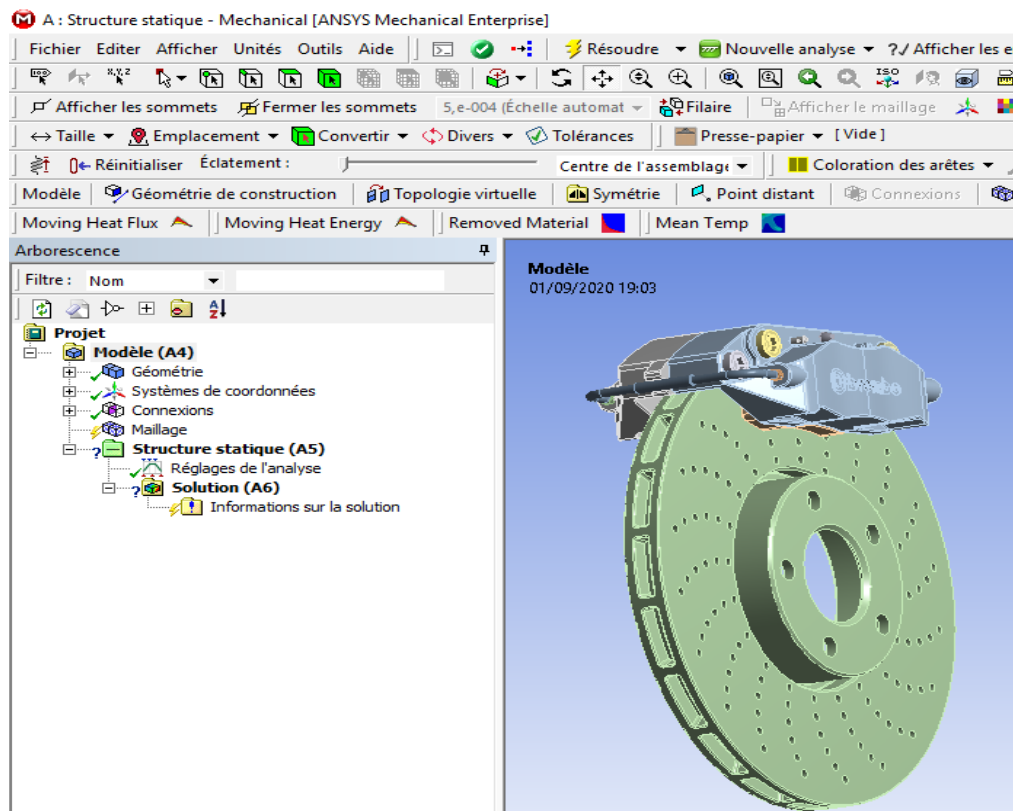 A : Structure statique - Mechanical [ANSYS Mechanical Enterprise]
Fichier Editer Afficher Unités Outils Aide Résoudre Nouvelle analyse ?√ Afficher les e
X,Y,Z ISO
Afficher les sommets Fermer les sommets 5,e-004 (Échelle automat Filaire Afficher le maillage
Taille Emplacement Convertir Divers Tolérances Presse-papier [Vide]
Réinitialiser Éclatement : Centre de l'assemblage Coloration des arêtes
Modèle Géométrie de construction Topologie virtuelle Symétrie Point distant Connexions
Moving Heat Flux Moving Heat Energy Removed Material Mean Temp
Arborescence
Filtre : Nom
Projet
Modèle (A4)
Géométrie
Systèmes de coordonnées
Connexions
Maillage
Structure statique (A5)
Réglages de l'analyse
Solution (A6)
Informations sur la solution
Modèle
01/09/2020 19:03
brembo